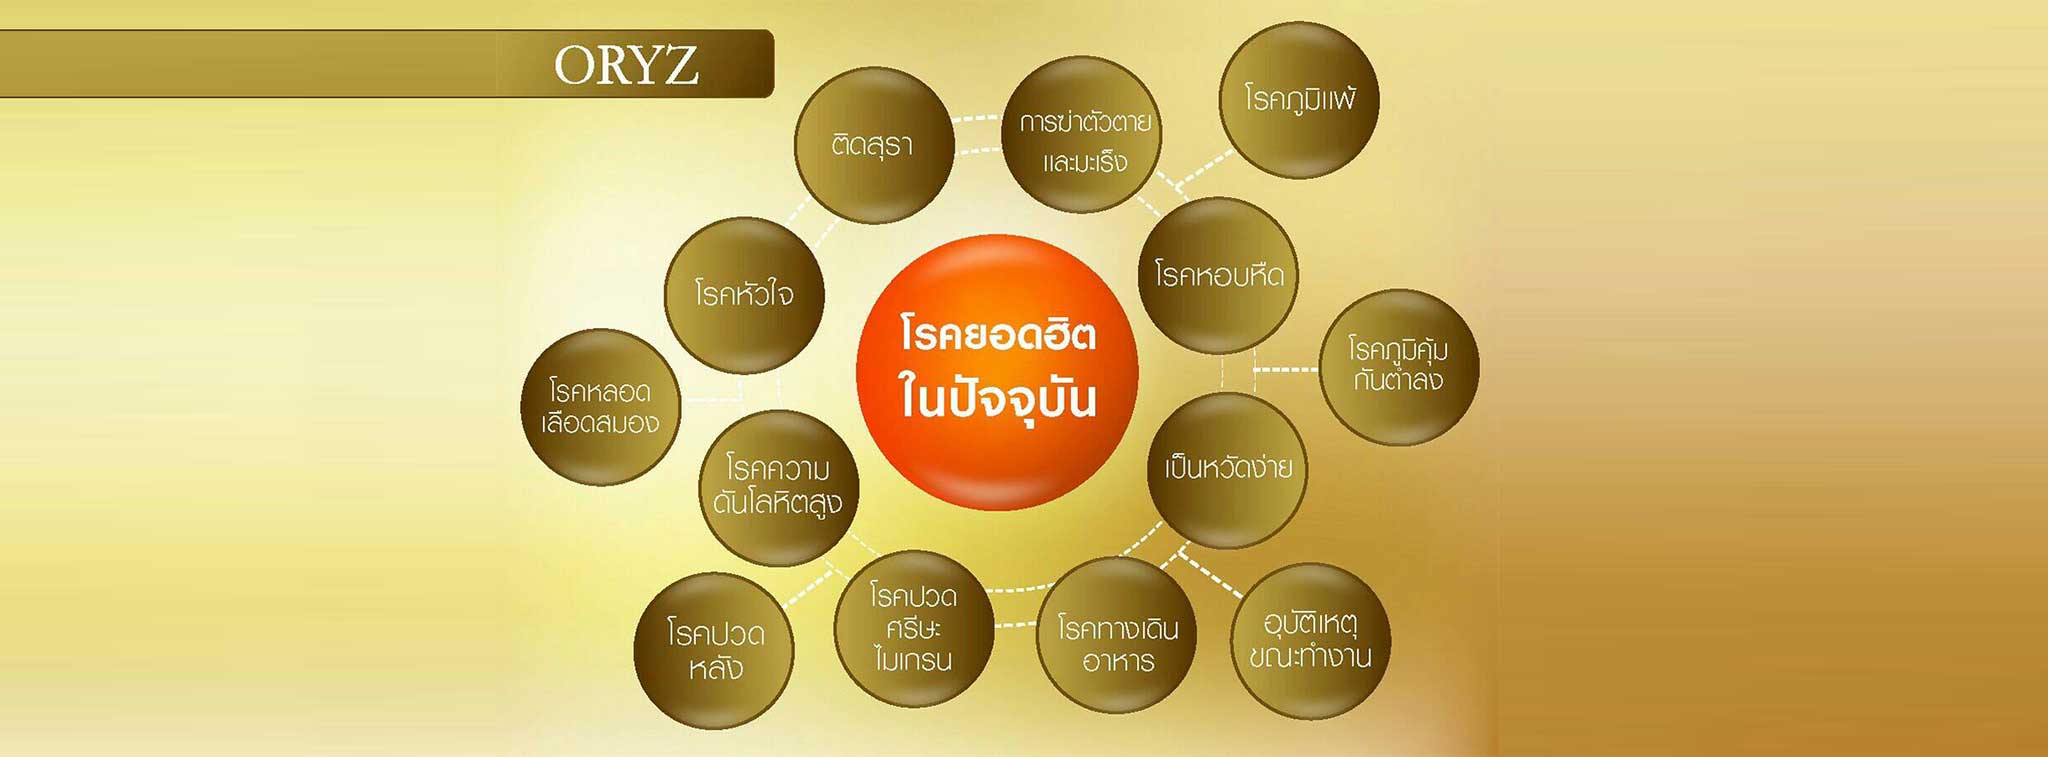 ORYZ
ติดสุรา
การฆ่าตัวตาย
และมะเร็ง
โรคภูมิแพ้
โรคหัวใจ
โรคหอบหืด
โรคยอดฮิต
ในปัจจุบัน
โรคหลอด
เลือดสมอง
โรคภูมิคุ้ม
กันต่ำลง
โรคความ
ดันโลหิตสูง
เป็นหวัดง่าย
โรคปวด
หลัง
โรคปวด
ศรีษะ
ไมเกรน
โรคทางเดิน
อาหาร
อุบัติเหตุ
ขณะทำงาน